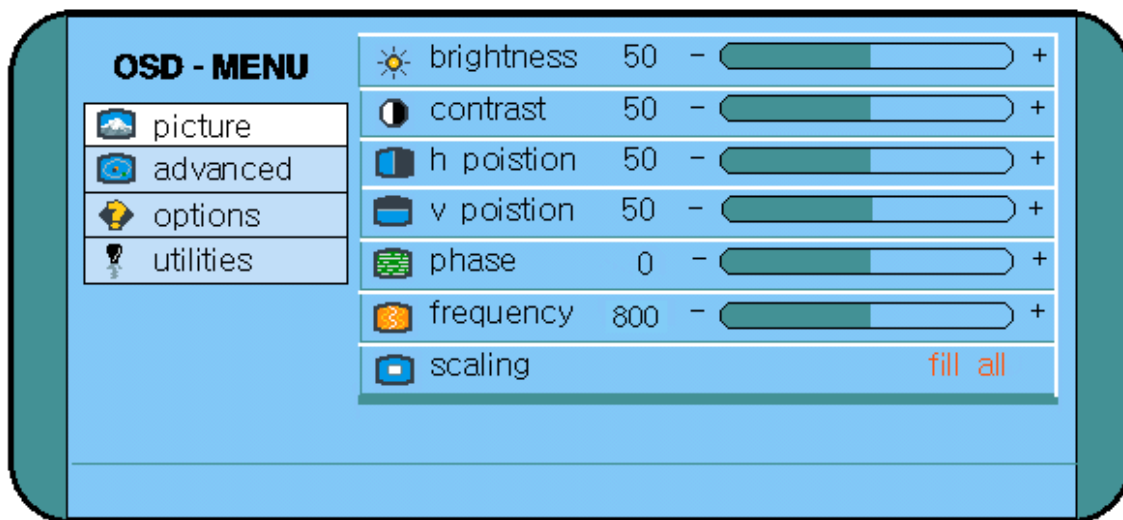 OSD - MENU
picture
advanced
options
utilities
brightness 50 - +
contrast 50 - +
h poistion 50 - +
v poistion 50 - +
phase 0 - +
frequency 800 - +
scaling fill all